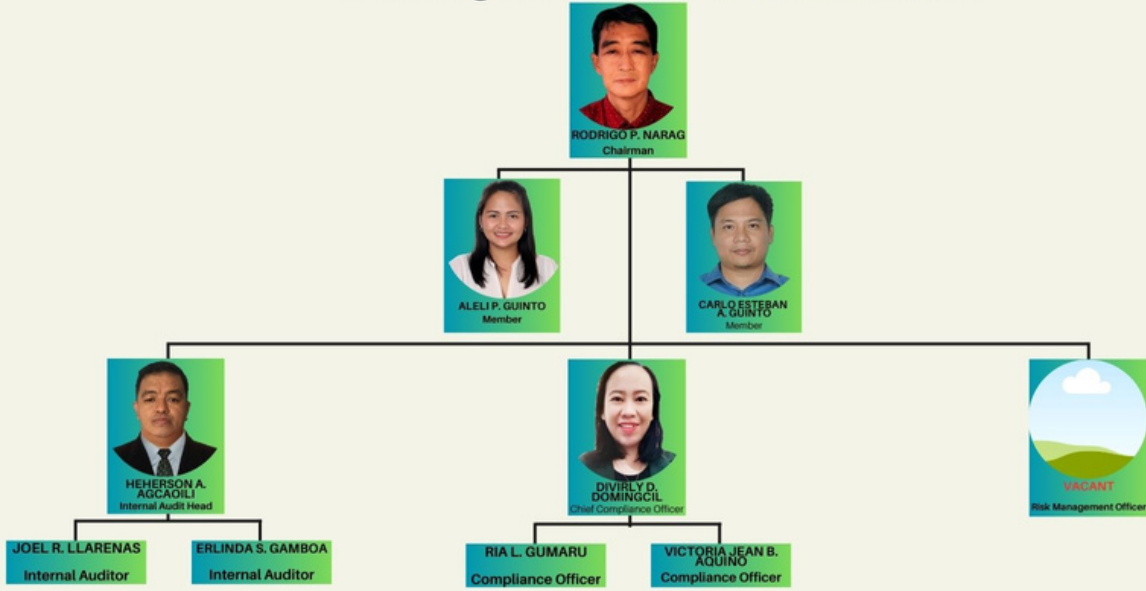 RODRIGO P. NARAG
Chairman
ALELI P. GUINTO
Member
CARLO ESTEBAN
A. GUINTO
Member
HEHERSON A.
AGCAOILI
Internal Audit Head
DIVIRLY D.
DOMINGCIL
Chief Compliance Officer
VACANT
Risk Management Officer
JOEL R. LLARENAS
Internal Auditor
ERLINDA S. GAMBOA
Internal Auditor
RIA L. GUMARU
Compliance Officer
VICTORIA JEAN B.
AQUINO
Compliance Officer